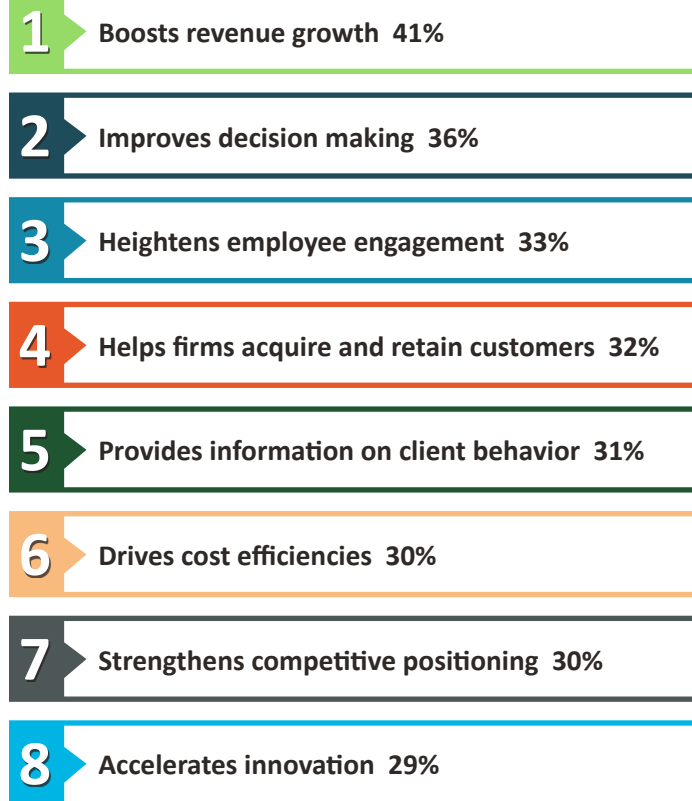 1 Boosts revenue growth 41%
2 Improves decision making 36%
3 Heightens employee engagement 33%
4 Helps firms acquire and retain customers 32%
5 Provides information on client behavior 31%
6 Drives cost efficiencies 30%
7 Strengthens competitive positioning 30%
8 Accelerates innovation 29%